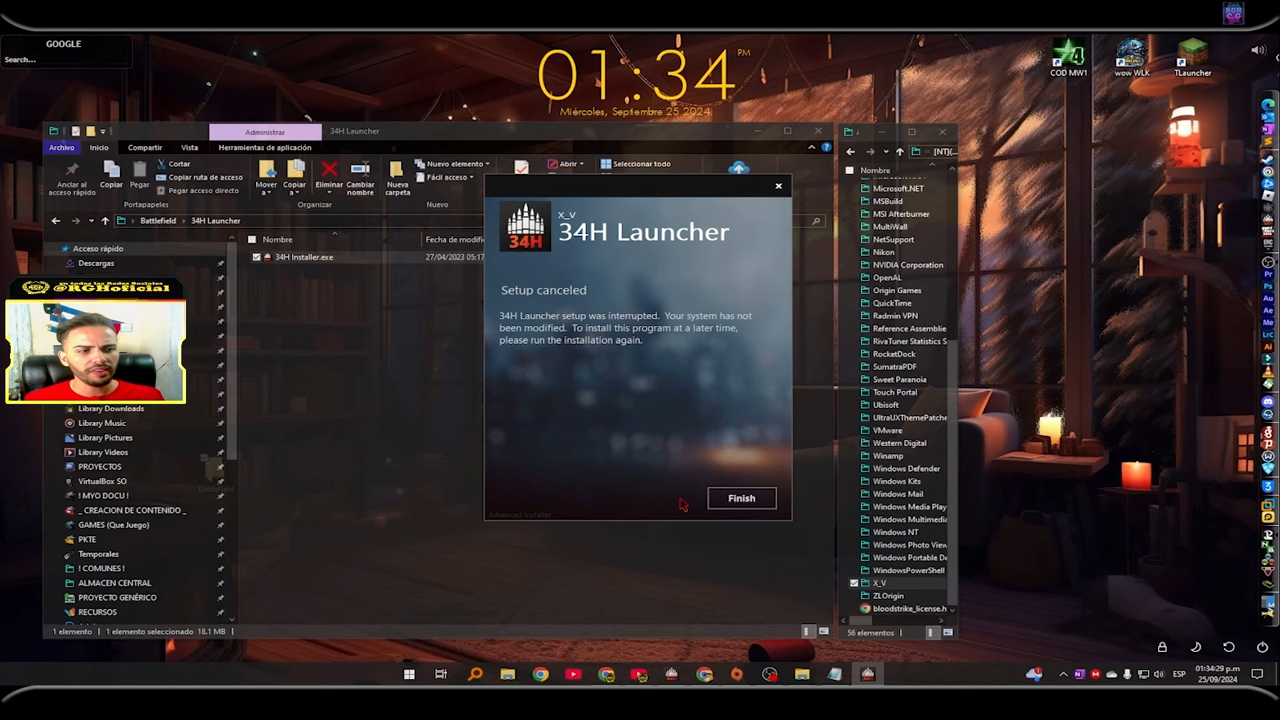 GOOGLE
Search...
01:34 PM
Miércoles, Septiembre 25 2024
COD MW1
wow WLK
TLauncher
Administrar
34H Launcher
Archivo
Inicio
Compartir
Vista
Herramientas de aplicación
Anclar al acceso rápido
Copiar
Pegar
Cortar
Copiar ruta de acceso
Pegar acceso directo
Mover a
Copiar a
Eliminar
Cambiar nombre
Nueva carpeta
Nuevo elemento
Fácil acceso
Abrir
Seleccionar todo
Portapapeles
Organizar
Nuevo
Battlefield
34H Launcher
Acceso rápido
Descargas
Nombre
Fecha de modifi
34H Installer.exe
27/04/2023 05:17
en todas las Redes Sociales
@RGHoficial
Library Downloads
Library Music
Library Pictures
Library Videos
PROYECTOS
VirtualBox SO
! MYO DOCU !
_ CREACION DE CONTENIDO _
GAMES (Que Juego)
PKTE
Temporales
! COMUNES !
ALMACEN CENTRAL
PROYECTO GENÉRICO
RECURSOS
1 elemento
1 elemento seleccionado 18.1 MB
X_V
34H Launcher
34H
Setup canceled
34H Launcher setup was interrupted. Your system has not
been modified. To install this program at a later time,
please run the installation again.
Advanced Installer
Finish
Nombre
Microsoft.NET
MSBuild
MSI Afterburner
MultiWall
NetSupport
Nikon
NVIDIA Corporation
OpenAL
Origin Games
QuickTime
Radmin VPN
Reference Assemblie
RivaTuner Statistics S
RocketDock
SumatraPDF
Sweet Paranoia
Touch Portal
Ubisoft
UltraUXThemePatche
VMware
Western Digital
Winamp
Windows Defender
Windows Kits
Windows Mail
Windows Media Play
Windows Multimedia
Windows NT
Windows Photo View
Windows Portable De
WindowsPowerShell
X_V
ZLOrigin
bloodstrike_license.h
56 elementos
ESP
01:34:29 p.m
25/09/2024